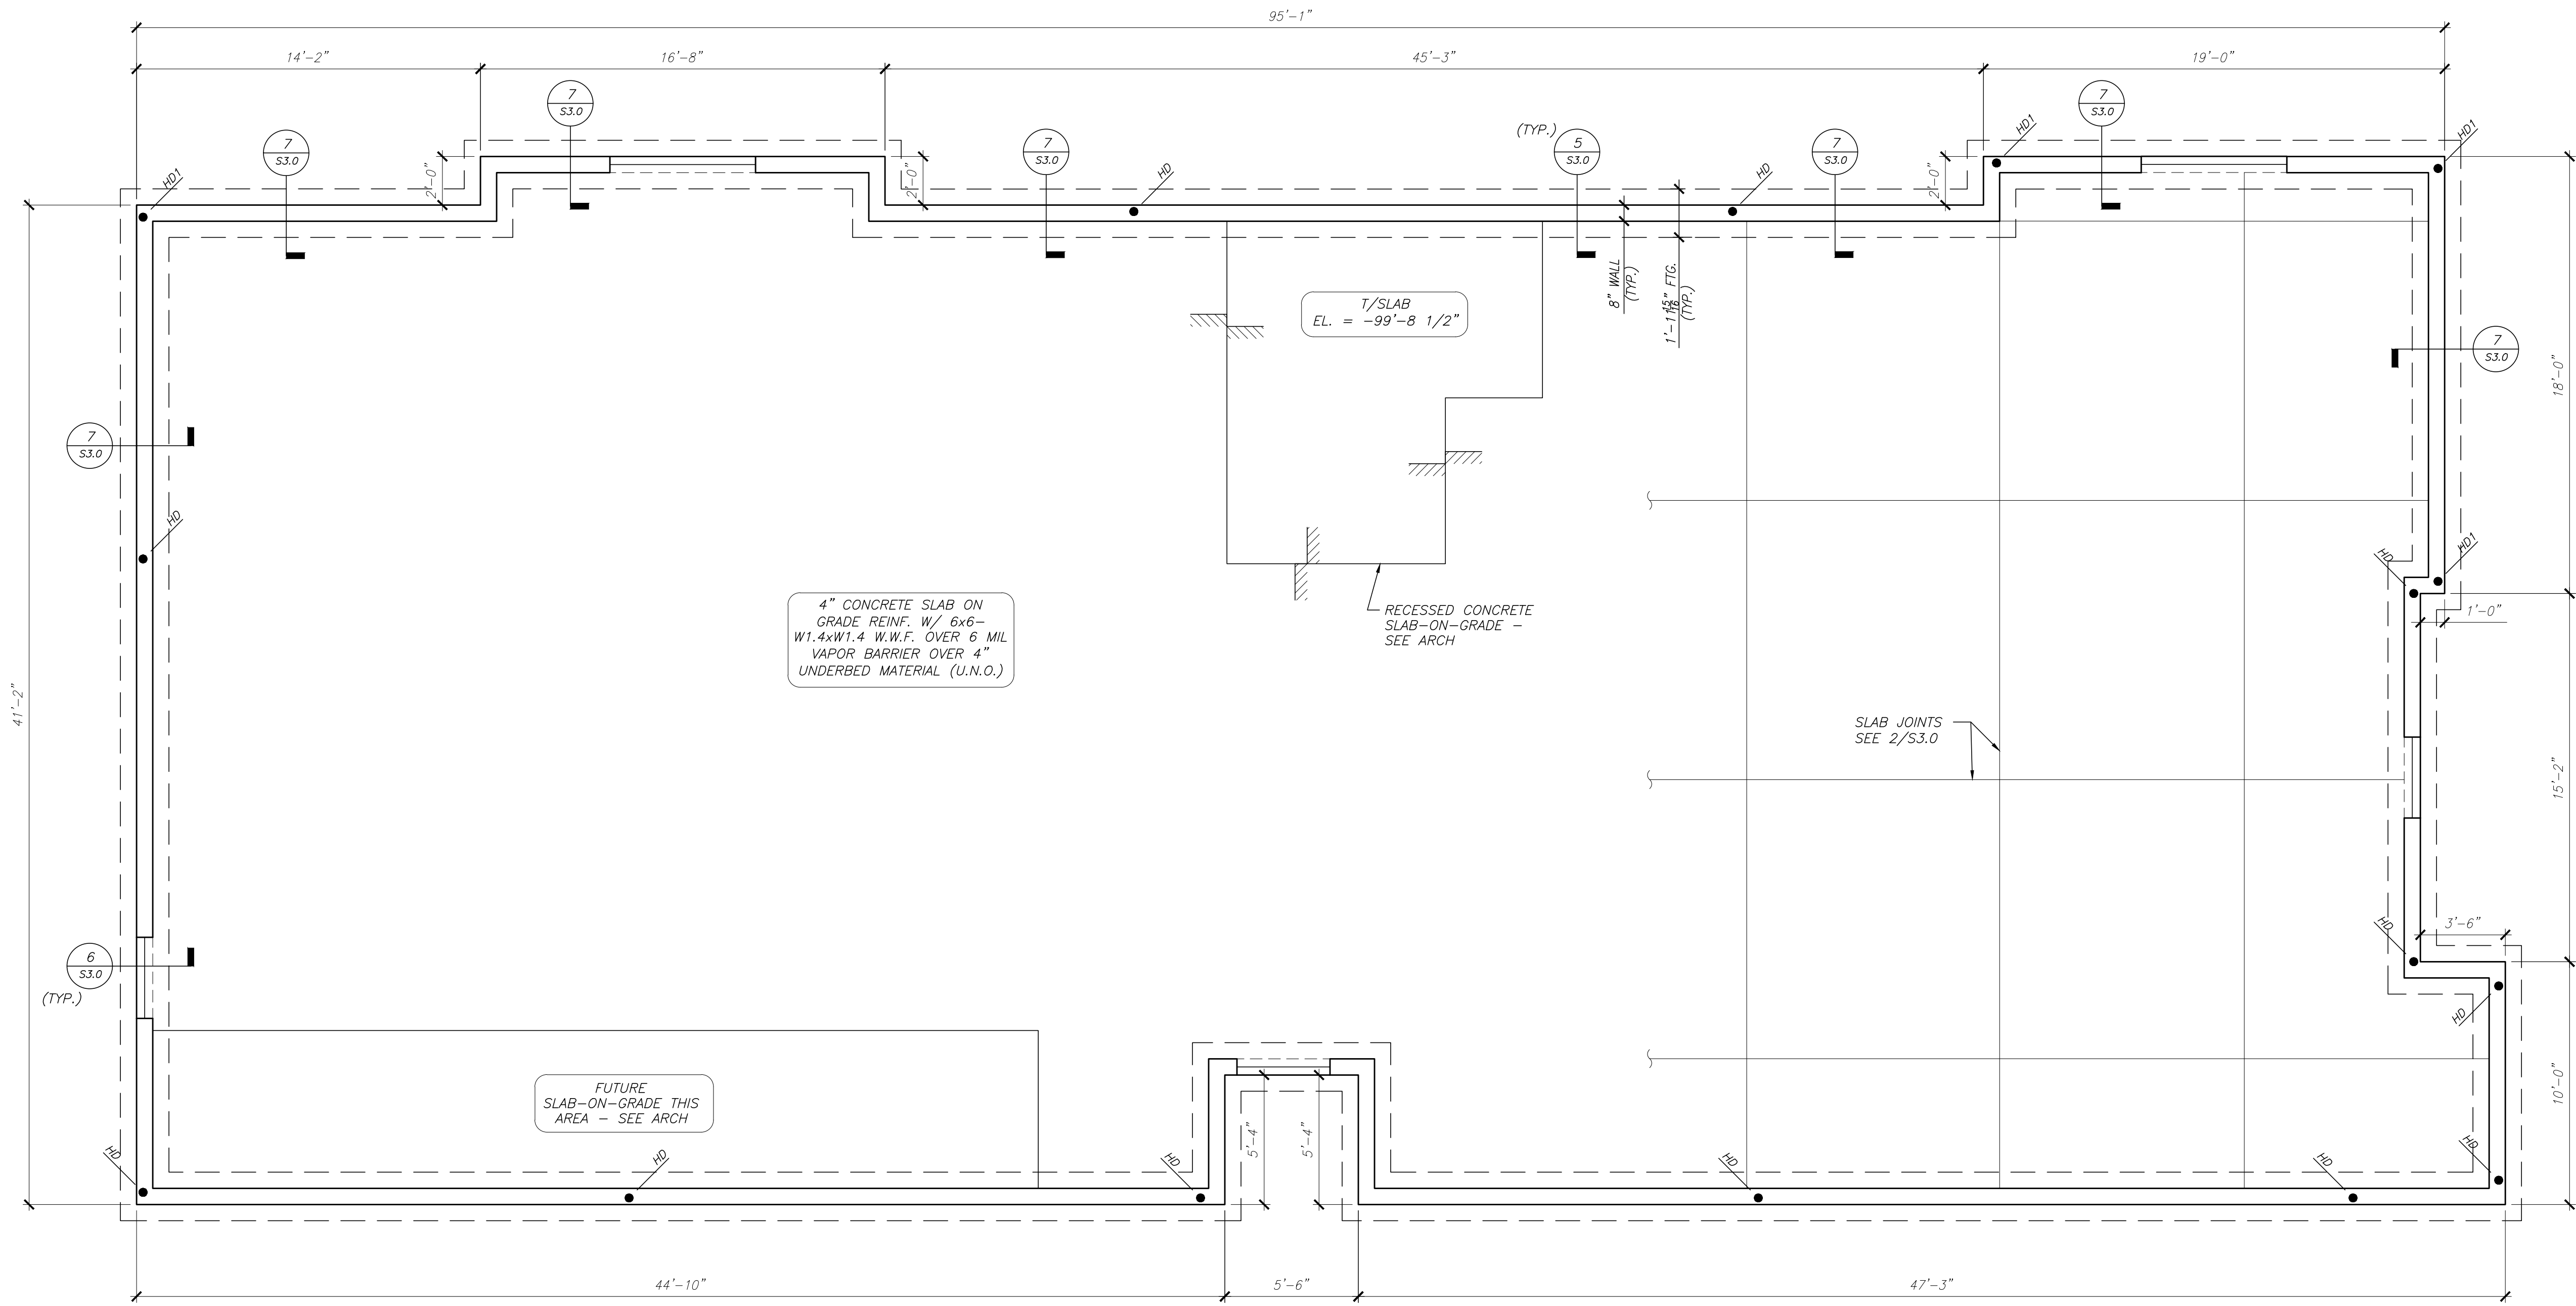 95'-1"
14'-2"
16'-8"
45'-3"
19'-0"
7
S3.0
7
S3.0
7
S3.0
(TYP.)
5
S3.0
7
S3.0
7
S3.0
HD1
2'-0"
2'-0"
HD
HD
2'-0"
HD1
HD1
T/SLAB
EL. = -99'-8 1/2"
8" WALL
(TYP.)
FTG.
(TYP.)
7
S3.0
18'-0"
7
S3.0
HD
HD
HD1
1'-0"
4" CONCRETE SLAB ON
GRADE REINF. W/ 6x6-
W1.4xW1.4 W.W.F. OVER 6 MIL
VAPOR BARRIER OVER 4"
UNDERBED MATERIAL (U.N.O.)
RECESSED CONCRETE
SLAB-ON-GRADE -
SEE ARCH
41'-2"
SLAB JOINTS
SEE 2/S3.0
15'-2"
6
S3.0
(TYP.)
HD
3'-6"
HD
FUTURE
SLAB-ON-GRADE THIS
AREA - SEE ARCH
5'-4"
5'-4"
10'-0"
HD
HD
HD
HD
HD
HD
44'-10"
5'-6"
47'-3"